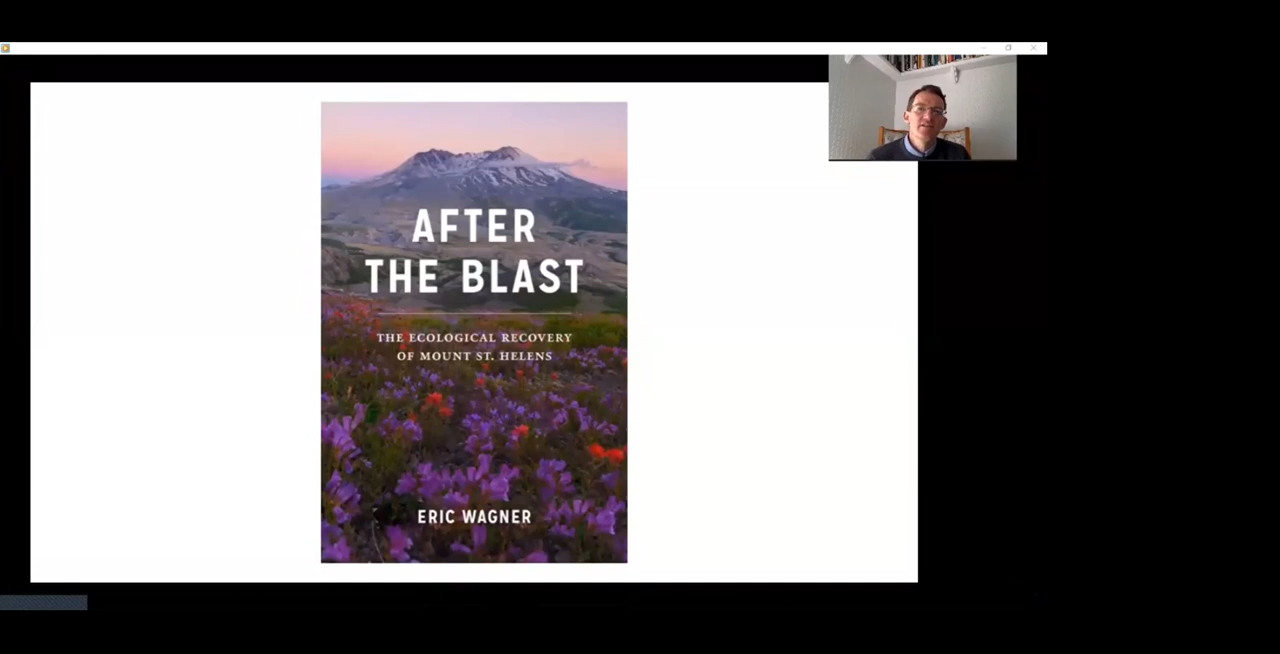 AFTER
THE BLAST
THE ECOLOGICAL RECOVERY
OF MOUNT ST. HELENS
ERIC WAGNER